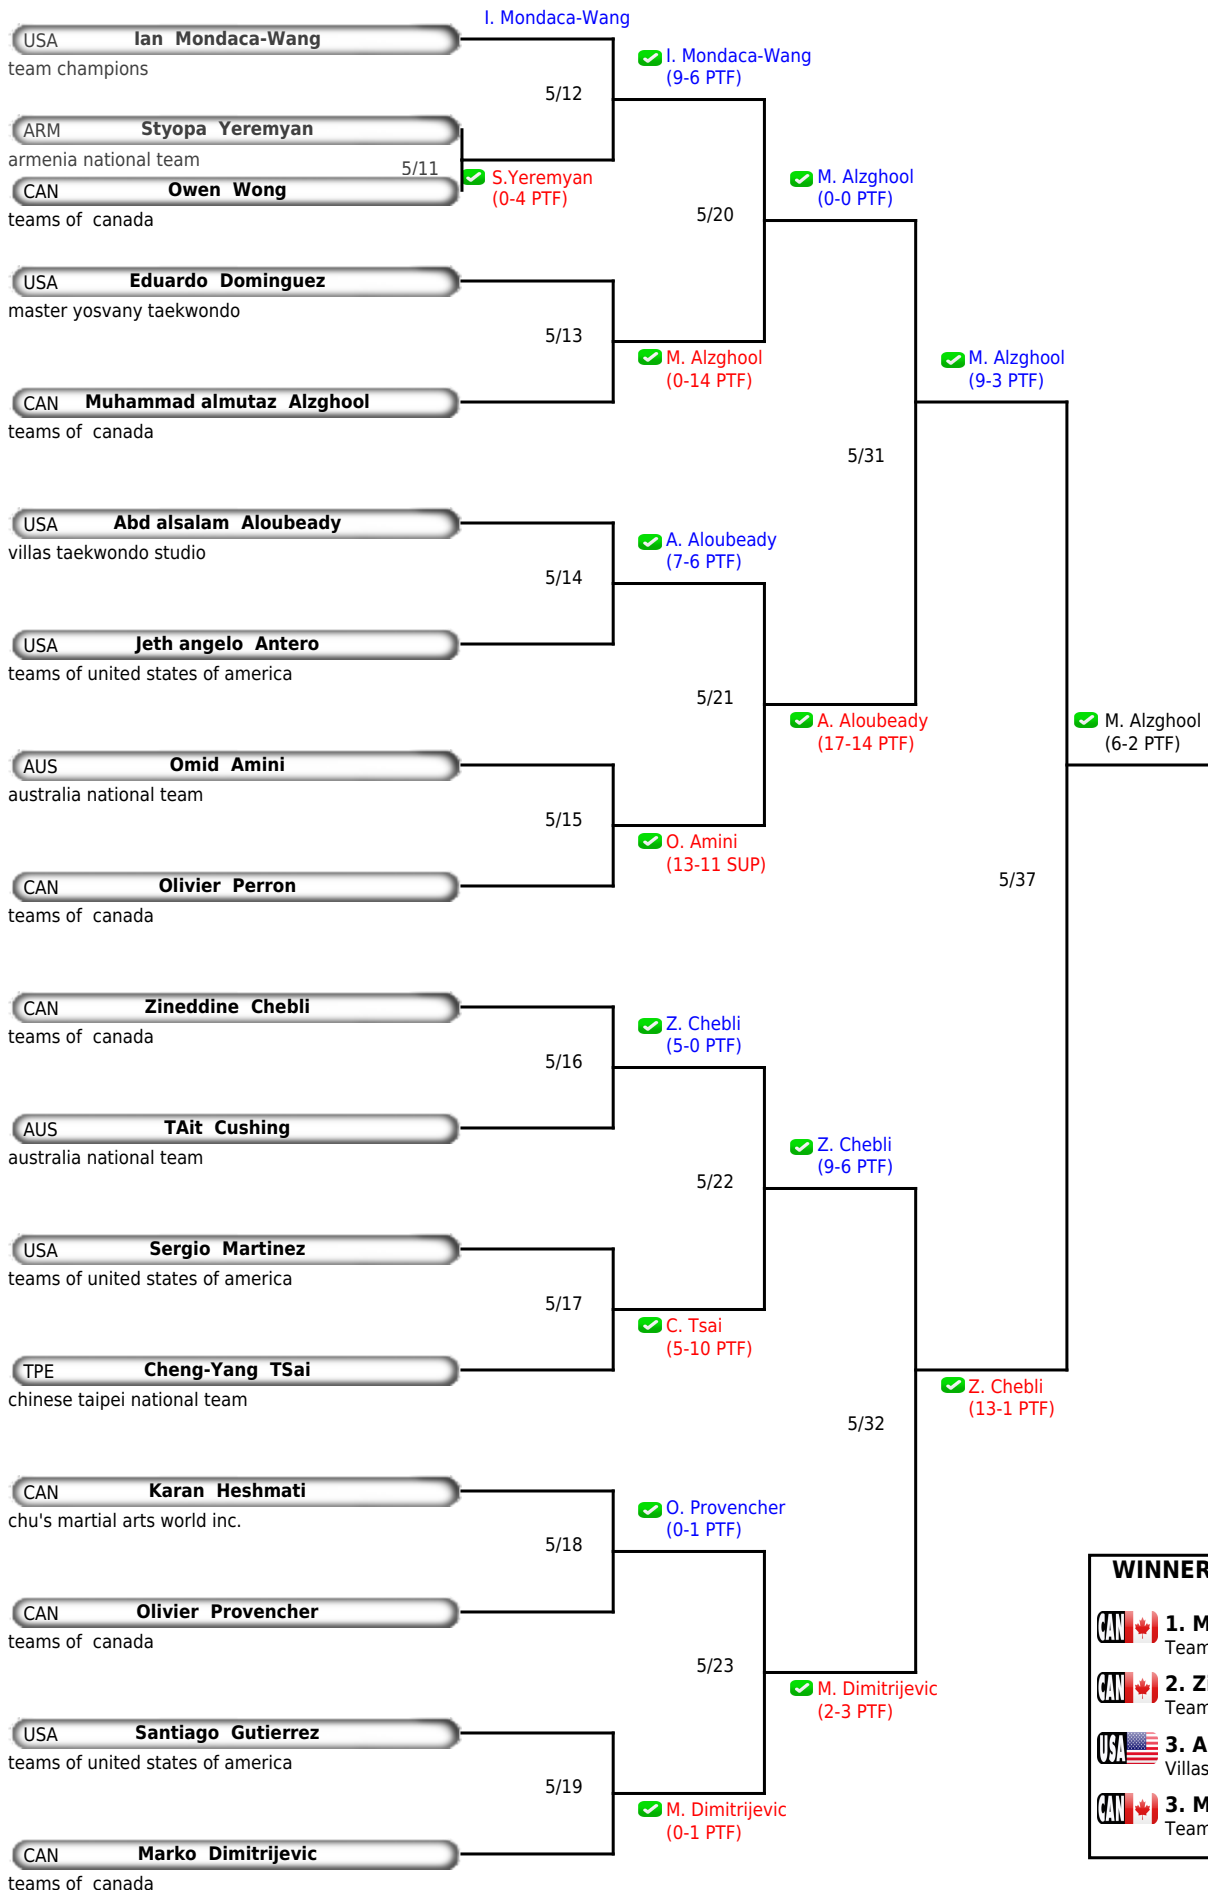 I. Mondaca-Wang
USA Ian Mondaca-Wang
team champions
I. Mondaca-Wang
(9-6 PTF)
5/12
ARM Styopa Yeremyan
armenia national team
5/11
S.Yeremyan
(0-4 PTF)
CAN Owen Wong
teams of canada
M. Alzghool
(0-0 PTF)
5/20
USA Eduardo Dominguez
master yosvany taekwondo
5/13
M. Alzghool
(0-14 PTF)
M. Alzghool
(9-3 PTF)
CAN Muhammad almutaz Alzghool
teams of canada
5/31
USA Abd alsalam Aloubeady
villas taekwondo studio
A. Aloubeady
(7-6 PTF)
5/14
USA Jeth angelo Antero
teams of united states of america
5/21
A. Aloubeady
(17-14 PTF)
M. Alzghool
(6-2 PTF)
AUS Omid Amini
australia national team
5/15
O. Amini
(13-11 SUP)
CAN Olivier Perron
teams of canada
5/37
CAN Zineddine Chebli
teams of canada
Z. Chebli
(5-0 PTF)
5/16
AUS TAit Cushing
australia national team
Z. Chebli
(9-6 PTF)
5/22
USA Sergio Martinez
teams of united states of america
5/17
C. Tsai
(5-10 PTF)
TPE Cheng-Yang TSai
chinese taipei national team
Z. Chebli
(13-1 PTF)
5/32
CAN Karan Heshmati
chu's martial arts world inc.
O. Provencher
(0-1 PTF)
5/18
CAN Olivier Provencher
teams of canada
5/23
M. Dimitrijevic
(2-3 PTF)
USA Santiago Gutierrez
teams of united states of america
5/19
M. Dimitrijevic
(0-1 PTF)
CAN Marko Dimitrijevic
teams of canada
WINNER
CAN 1. M
Team
CAN 2. Z
Team
USA 3. A
Villas
CAN 3. M
Team